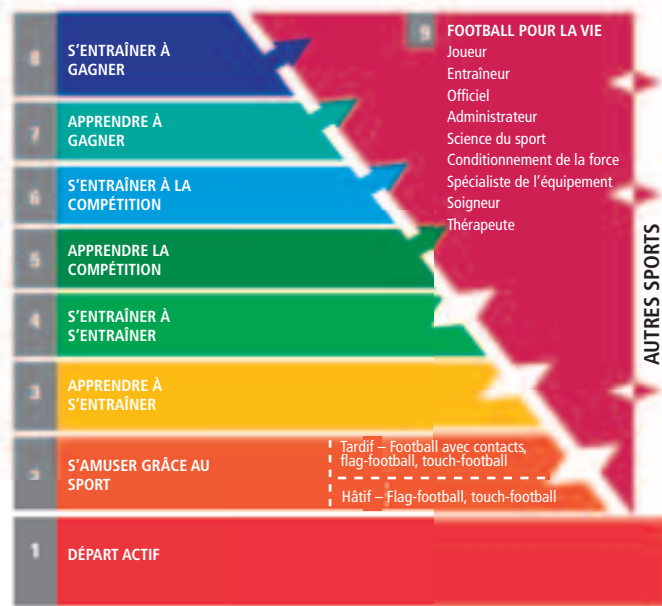 8
S'ENTRAÎNER À
GAGNER
7
APPRENDRE À
GAGNER
6
S'ENTRAÎNER À LA
COMPÉTITION
5
APPRENDRE LA
COMPÉTITION
4
S'ENTRAÎNER À
S'ENTRAÎNER
3
APPRENDRE À
S'ENTRAÎNER
2
S'AMUSER GRÂCE AU
SPORT
Tardif – Football avec contacts,
flag-football, touch-football
Hâtif – Flag-football, touch-football
1
DÉPART ACTIF
9
FOOTBALL POUR LA VIE
Joueur
Entraîneur
Officiel
Administrateur
Science du sport
Conditionnement de la force
Spécialiste de l'équipement
Soigneur
Thérapeute
AUTRES SPORTS